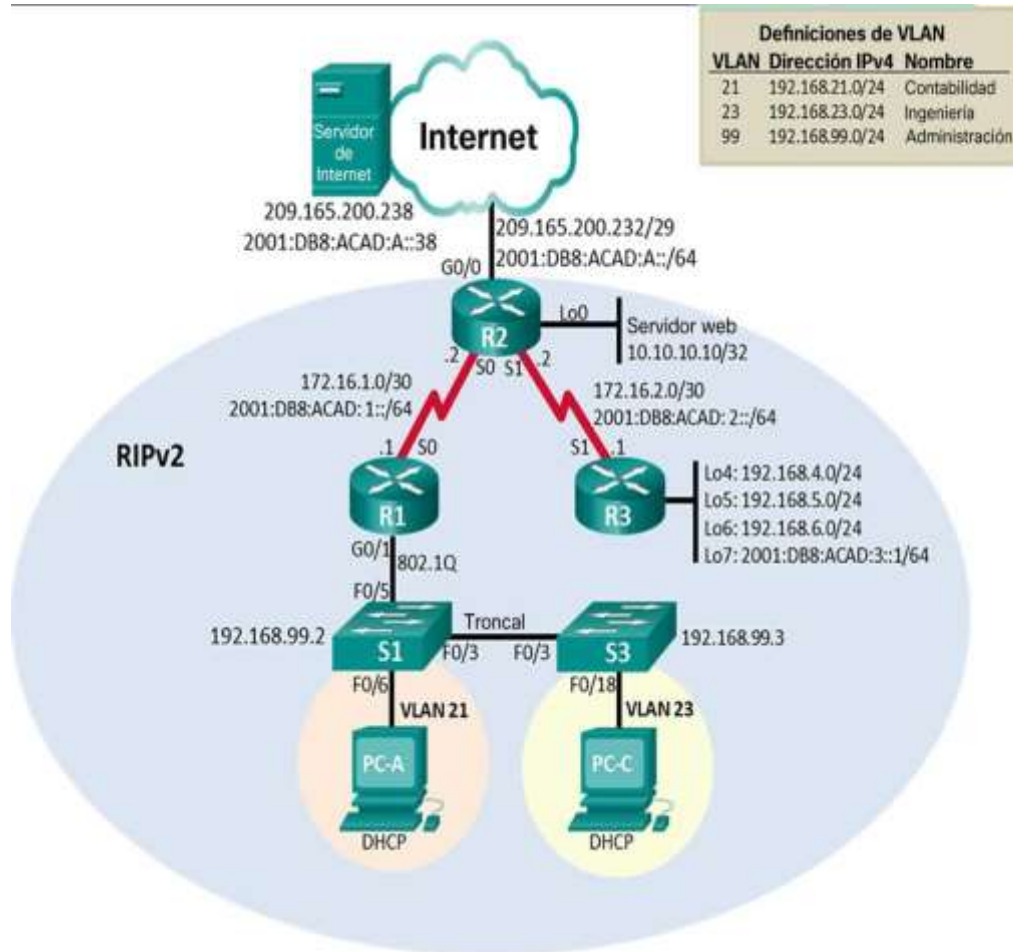 Definiciones de VLAN
VLAN Dirección IPv4 Nombre
21 192.168.21.0/24 Contabilidad
23 192.168.23.0/24 Ingeniería
99 192.168.99.0/24 Administración
Servidor
de
Internet
Internet
209.165.200.238
2001:DB8:ACAD:A::38
209.165.200.232/29
2001:DB8:ACAD:A::/64
G0/0
R2
Lo0
Servidor web
10.10.10.10/32
.2
S0
S1
.2
172.16.1.0/30
2001:DB8:ACAD: 1::/64
172.16.2.0/30
2001:DB8:ACAD: 2::/64
RIPv2
.1
S0
S1
.1
R1
R3
Lo4: 192.168.4.0/24
Lo5: 192.168.5.0/24
Lo6: 192.168.6.0/24
Lo7: 2001:DB8:ACAD:3::1/64
G0/1
802.1Q
F0/5
Troncal
192.168.99.2
S1
F0/3
F0/3
S3
192.168.99.3
F0/6
F0/18
VLAN 21
VLAN 23
PC-A
PC-C
DHCP
DHCP